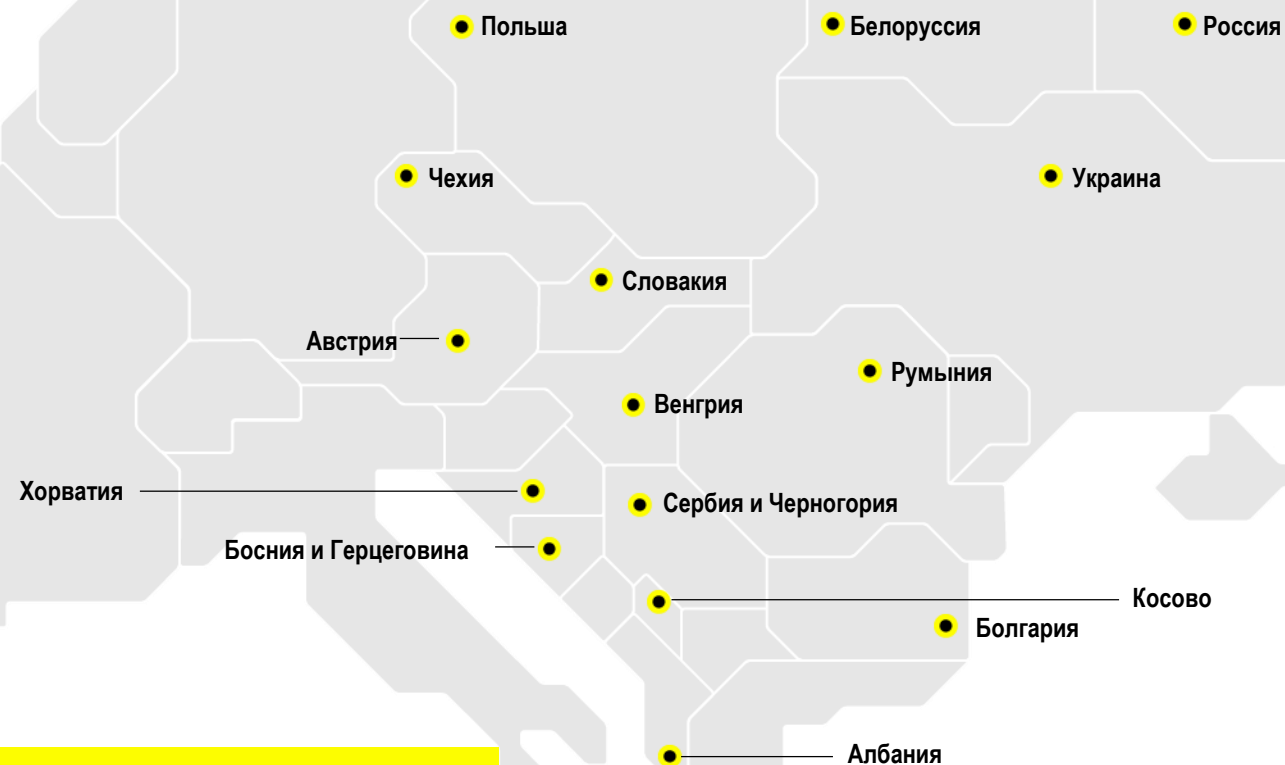 Польша
Белоруссия
Россия
Чехия
Украина
Словакия
Австрия
Румыния
Венгрия
Хорватия
Сербия и Черногория
Босния и Герцеговина
Косово
Болгария
Албания